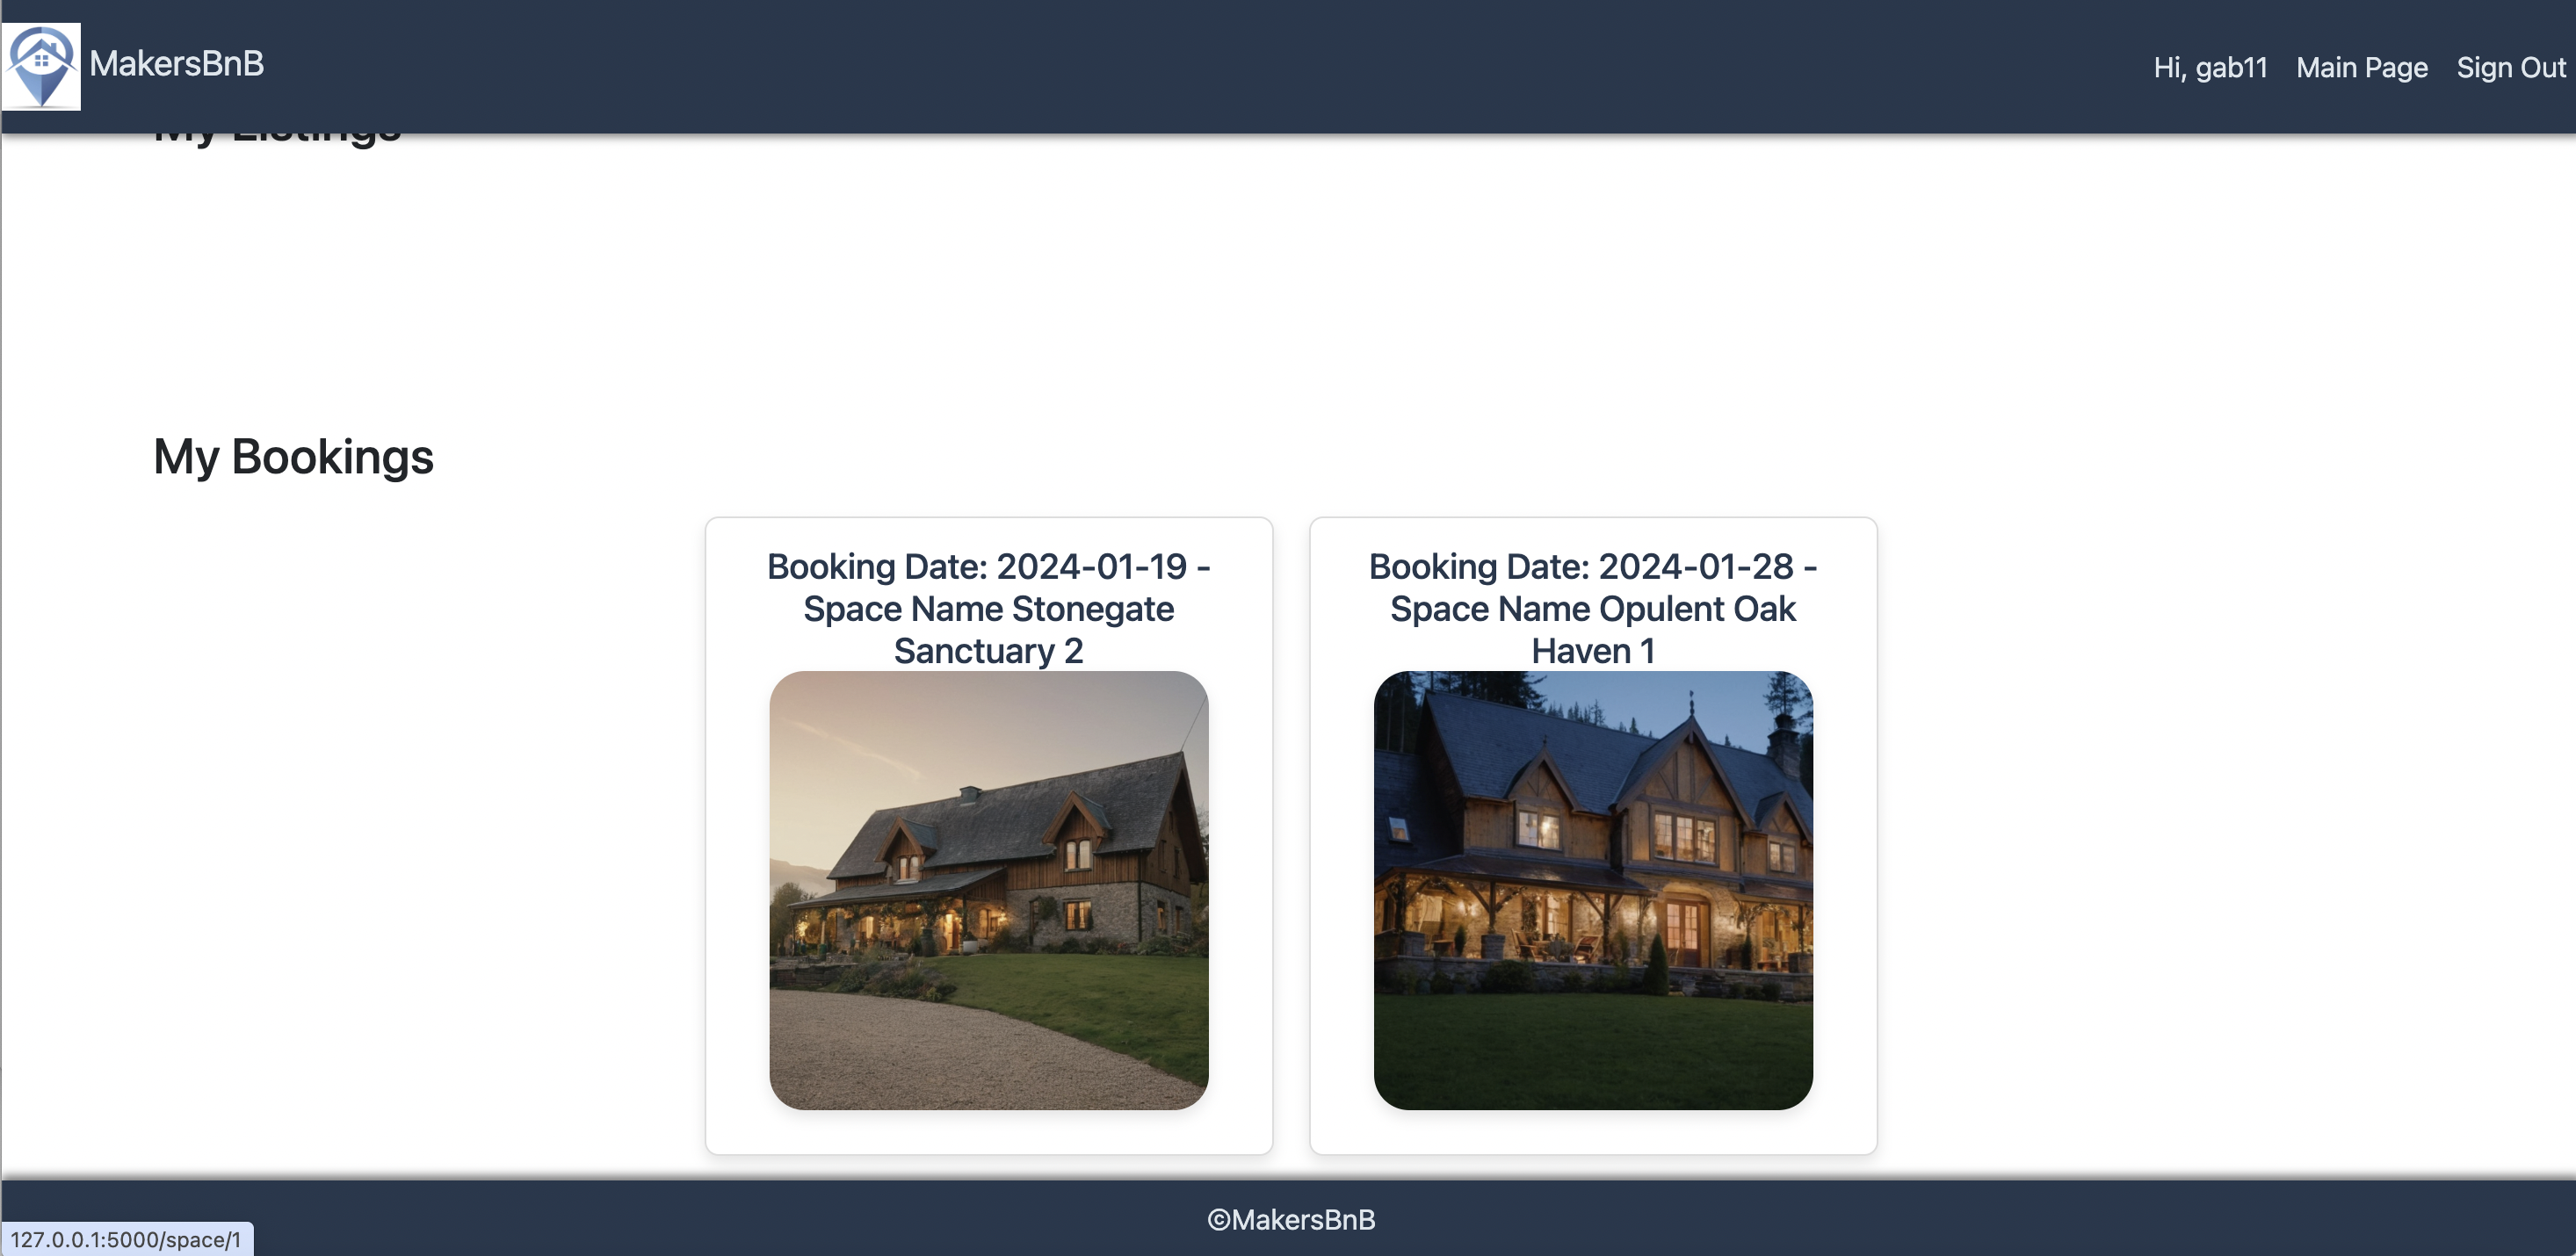 MakersBnB
Hi, gab11 Main Page Sign Out
My Listings
My Bookings
Booking Date: 2024-01-19 -
Space Name Stonegate
Sanctuary 2
Booking Date: 2024-01-28 -
Space Name Opulent Oak
Haven 1
©MakersBnB
127.0.0.1:5000/space/1